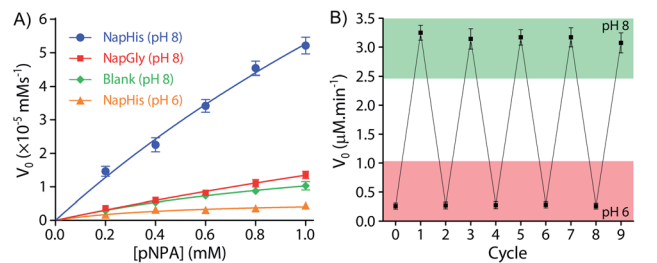 A)
NapHis (pH 8)
NapGly (pH 8)
Blank (pH 8)
NapHis (pH 6)
V₀ (×10⁻⁵ mMs⁻¹)
6
5
4
3
2
1
0
0.0 0.2 0.4 0.6 0.8 1.0
[pNPA] (mM)
B)
pH 8
pH 6
V₀ (μM.min⁻¹)
3.5
3.0
2.5
2.0
1.5
1.0
0.5
0.0
0 1 2 3 4 5 6 7 8 9
Cycle